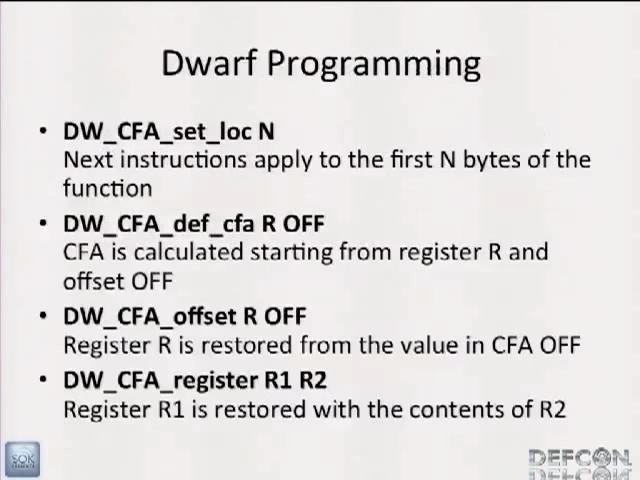 Dwarf Programming
• DW_CFA_set_loc N
Next instructions apply to the first N bytes of the
function
• DW_CFA_def_cfa R OFF
CFA is calculated starting from register R and
offset OFF
• DW_CFA_offset R OFF
Register R is restored from the value in CFA OFF
• DW_CFA_register R1 R2
Register R1 is restored with the contents of R2
SOK
DEFCON